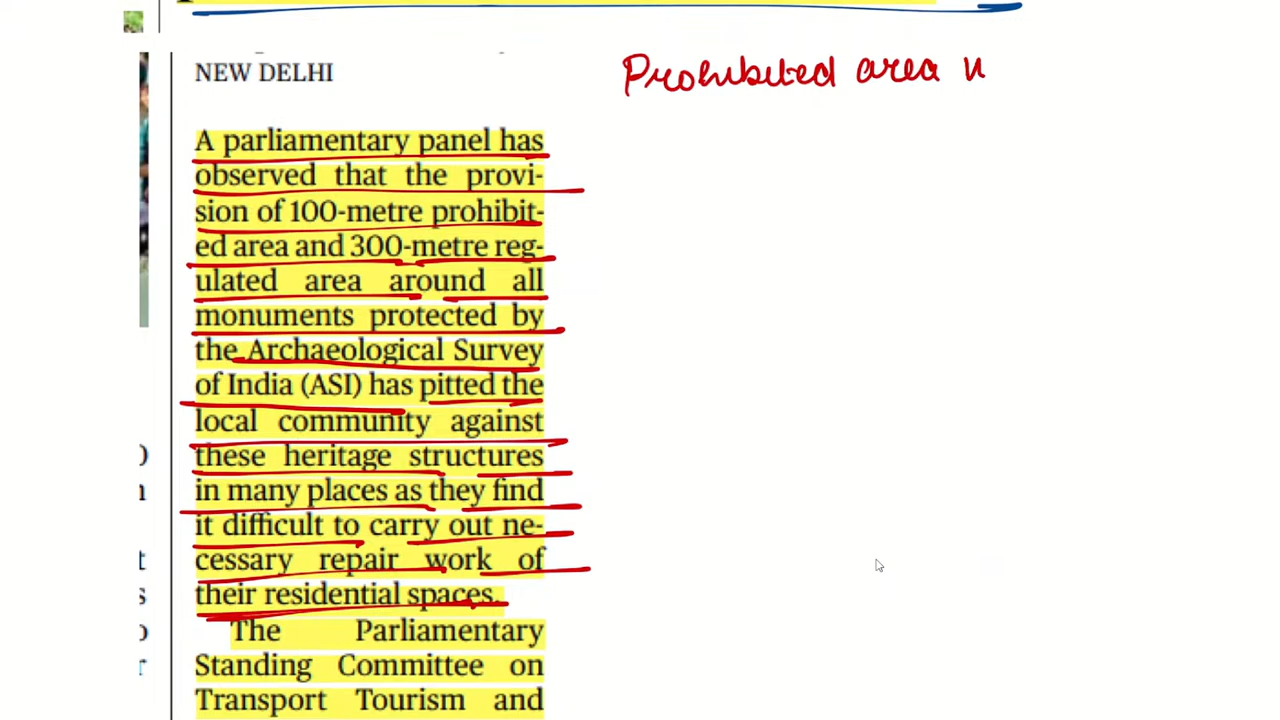 NEW DELHI
Prohibited area
A parliamentary panel has
observed that the provi-
sion of 100-metre prohibit-
ed area and 300-metre reg-
ulated area around all
monuments protected by
the Archaeological Survey
of India (ASI) has pitted the
local community against
these heritage structures
in many places as they find
it difficult to carry out ne-
cessary repair work of
their residential spaces.
The Parliamentary
Standing Committee on
Transport Tourism and